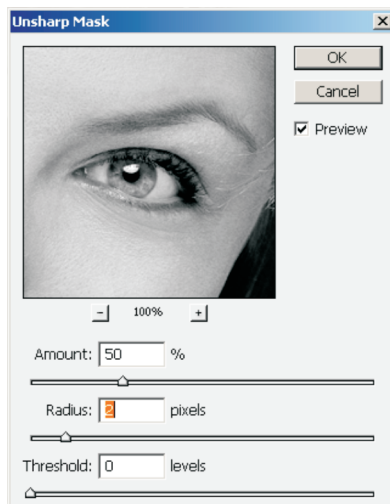 Unsharp Mask
OK
Cancel
Preview
- 100% +
Amount: 50 %
Radius: 2 pixels
Threshold: 0 levels